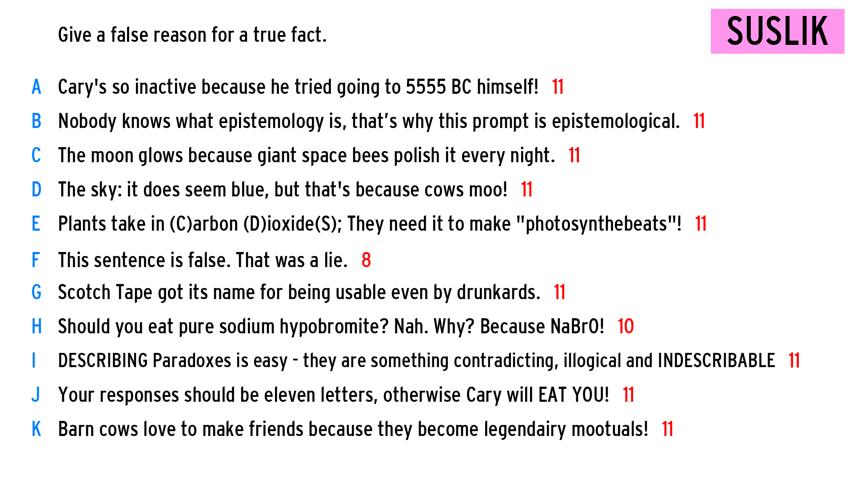 Give a false reason for a true fact.
SUSLIK
A Cary's so inactive because he tried going to 5555 BC himself! 11
B Nobody knows what epistemology is, that's why this prompt is epistemological. 11
C The moon glows because giant space bees polish it every night. 11
D The sky: it does seem blue, but that's because cows moo! 11
E Plants take in (C)arbon (D)ioxide(S); They need it to make "photosynthebeats"! 11
F This sentence is false. That was a lie. 8
G Scotch Tape got its name for being usable even by drunkards. 11
H Should you eat pure sodium hypobromite? Nah. Why? Because NaBrO! 10
I DESCRIBING Paradoxes is easy - they are something contradicting, illogical and INDESCRIBABLE 11
J Your responses should be eleven letters, otherwise Cary will EAT YOU! 11
K Barn cows love to make friends because they become legendairy mootuals! 11